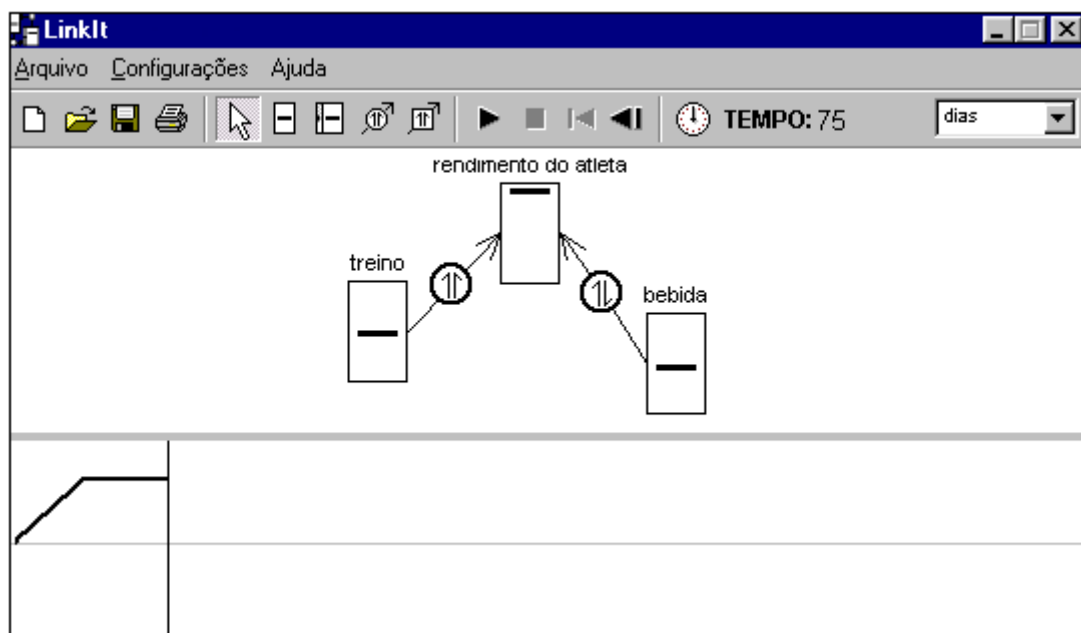 LinkIt
Arquivo Configurações Ajuda
TEMPO: 75 dias
rendimento do atleta
treino
bebida